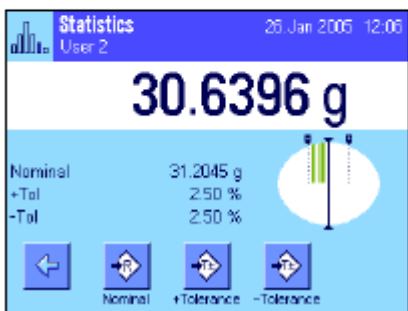 Statistics 26.Jan 2005 12:06
User 2
30.6396 g
Nominal 31.2045 g
+Tol 2.50 %
-Tol 2.50 %
Nominal +Tolerance -Tolerance